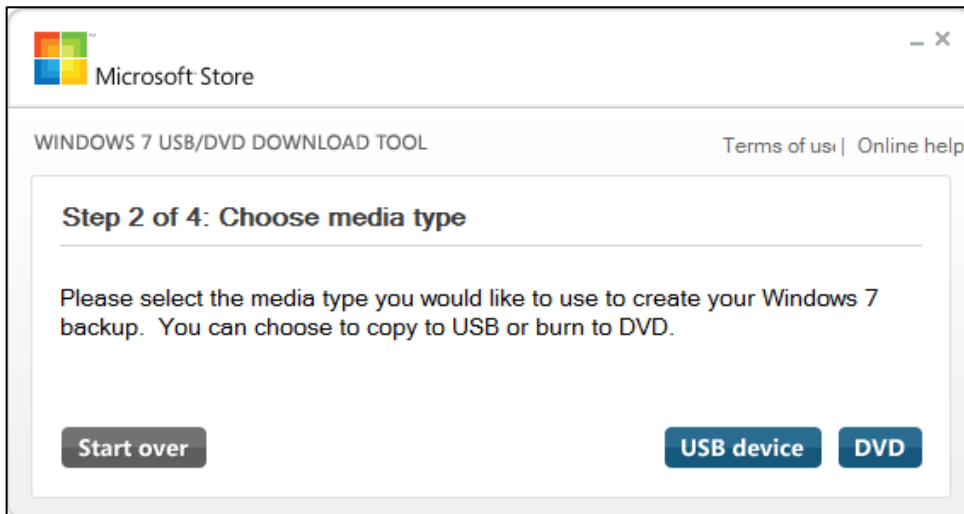 Microsoft Store
WINDOWS 7 USB/DVD DOWNLOAD TOOL
Terms of us | Online help
Step 2 of 4: Choose media type
Please select the media type you would like to use to create your Windows 7
backup.  You can choose to copy to USB or burn to DVD.
Start over
USB device
DVD